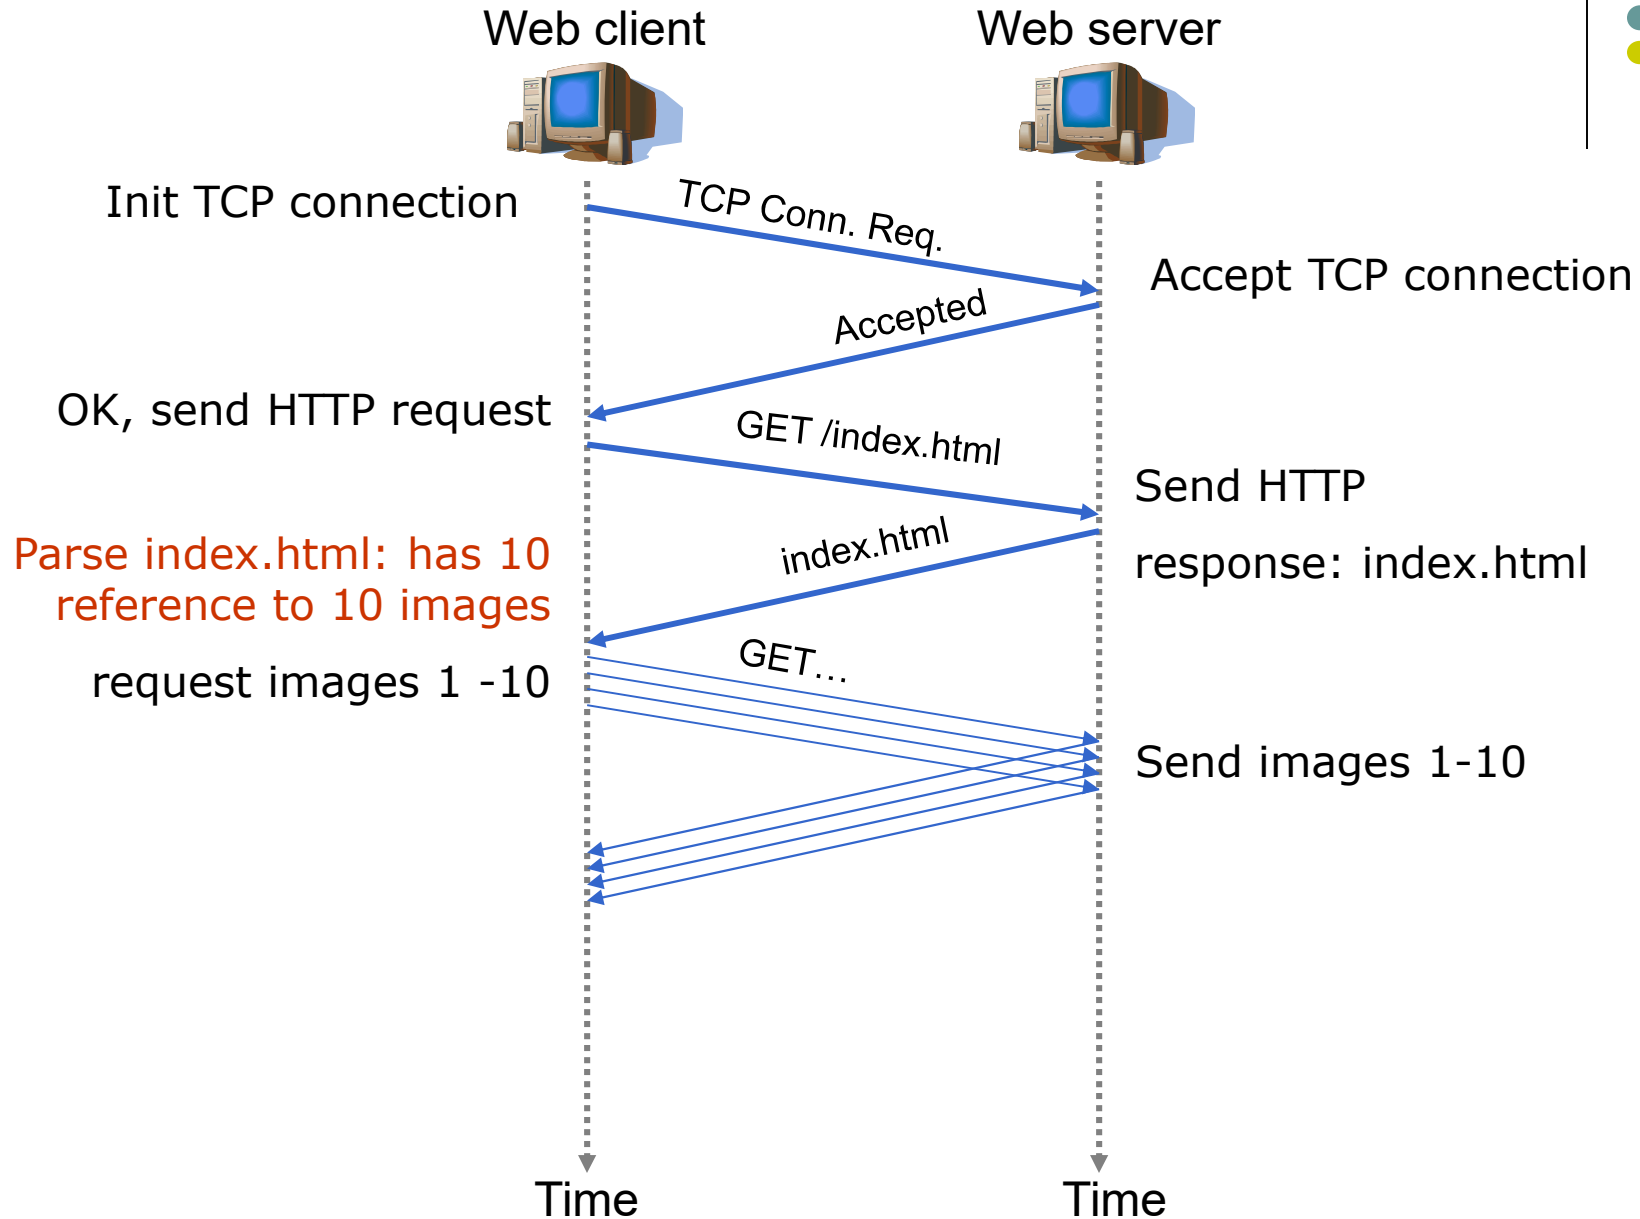 Web client
Web server
Init TCP connection
TCP Conn. Req.
Accept TCP connection
Accepted
OK, send HTTP request
GET /index.html
Send HTTP
response: index.html
index.html
Parse index.html: has 10
reference to 10 images
GET...
request images 1 -10
Send images 1-10
Time
Time